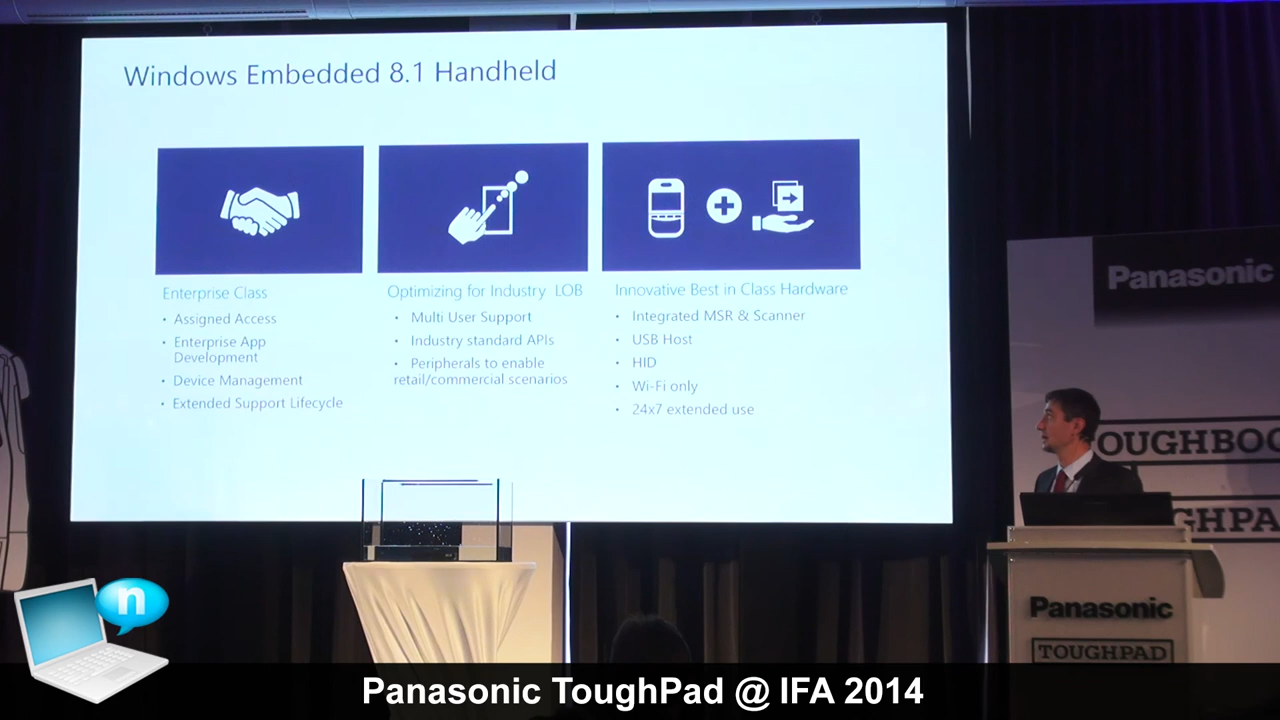 Windows Embedded 8.1 Handheld
Enterprise Class
• Assigned Access
• Enterprise App
Development
• Device Management
• Extended Support Lifecycle
Optimizing for Industry LOB
• Multi User Support
• Industry standard APIs
• Peripherals to enable
retail/commercial scenarios
Innovative Best in Class Hardware
• Integrated MSR & Scanner
• USB Host
• HID
• Wi-Fi only
• 24x7 extended use
Panasonic
OUGHBOO
GHPA
Panasonic
TOUGHPAD
n
Panasonic ToughPad @ IFA 2014